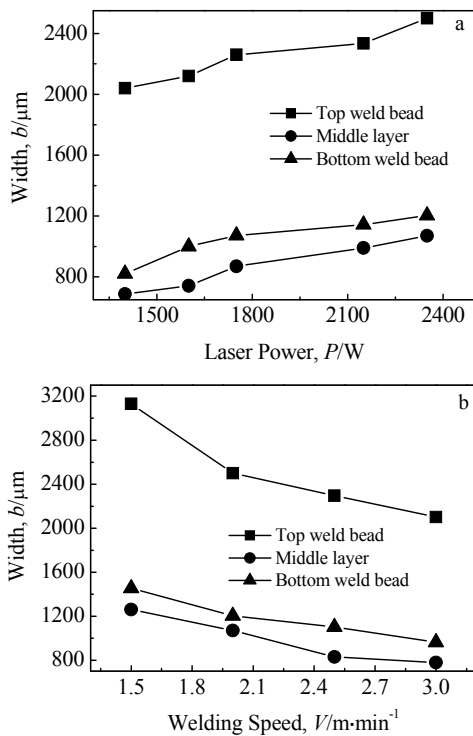 a
2400
2000
1600
1200
800
Width, b/μm
Top weld bead
Middle layer
Bottom weld bead
1500 1800 2100 2400
Laser Power, P/W
b
3200
2800
2400
2000
1600
1200
800
Width, b/μm
Top weld bead
Middle layer
Bottom weld bead
1.5 1.8 2.1 2.4 2.7 3.0
Welding Speed, V/m·min⁻¹